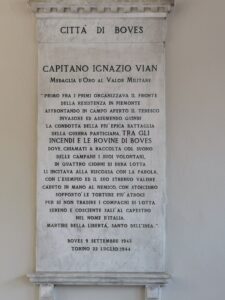 CITTÀ DI BOVES
CAPITANO IGNAZIO VIAN
MEDAGLIA D'ORO AL VALOR MILITARE
"PRIMO FRA I PRIMI ORGANIZZAVA IL FRONTE
DELLA RESISTENZA IN PIEMONTE
AFFRONTANDO IN CAMPO APERTO IL TEDESCO
INVASORE ED ASSUMENDO QUINDI
LA CONDOTTA DELLA PIÙ EPICA BATTAGLIA
DELLA GUERRA PARTIGIANA TRA GLI
INCENDI E LE ROVINE DI BOVES
DOVE, CHIAMATI A RACCOLTA COL SUONO
DELLE CAMPANE I SUOI VOLONTARI,
IN QUATTRO GIORNI DI DURA LOTTA
LI INCITAVA ALLA RISCOSSA CON LA PAROLA,
CON L'ESEMPIO ED IL SUO STRENUO VALORE.
CADUTO IN MANO AL NEMICO, CON STOICISMO
SOPPORTÒ LE TORTURE PIÙ ATROCI
PER SÌ NON TRADIRE I COMPAGNI DI LOTTA
SERENO E COSCIENTE SALÌ AL CAPESTRO
NEL NOME D'ITALIA.
MARTIRE DELLA LIBERTÀ, SANTO DELL'IDEA".
BOVES 9 SETTEMBRE 1943
TORINO 22 LUGLIO 1944